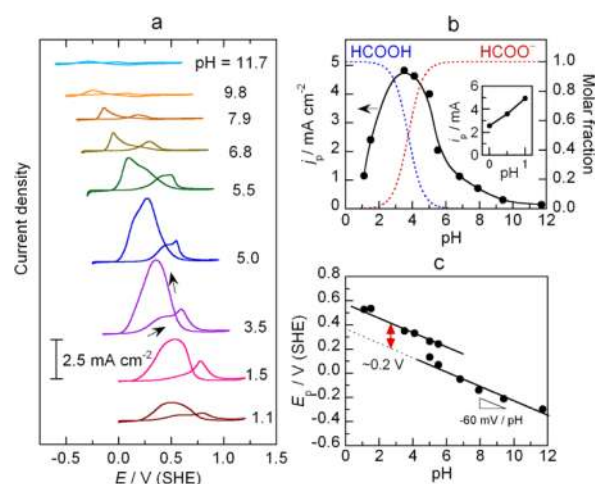 a
pH = 11.7
9.8
7.9
6.8
5.5
5.0
3.5
2.5 mA cm⁻²
1.5
1.1
Current density
-0.5 0.0 0.5 1.0
E / V (SHE)
b
HCOOH HCOO⁻
5
4
3
2
1
0
jp / mA cm⁻²
1.0
0.8
0.6
0.4
0.2
0.0
Molar fraction
6
4
2
0
ip / mA
0 1
pH
0 2 4 6 8 10 12
pH
c
0.8
0.6
0.4
0.2
0.0
-0.2
-0.4
-0.6
Ep / V (SHE)
~0.2 V
-60 mV / pH
0 2 4 6 8 10 12
pH